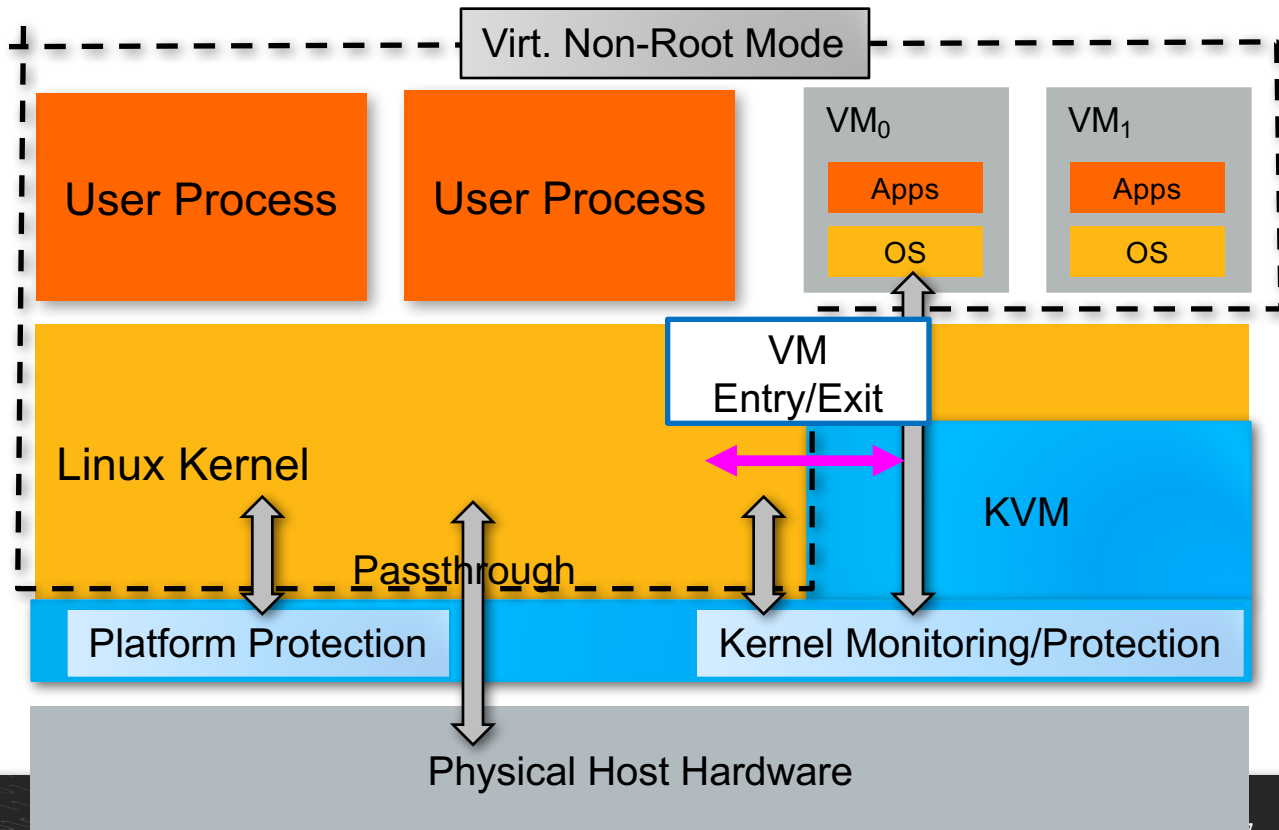 Virt. Non-Root Mode
User Process
User Process
VM₀
Apps
OS
VM₁
Apps
OS
VM
Entry/Exit
Linux Kernel
KVM
Passthrough
Platform Protection
Kernel Monitoring/Protection
Physical Host Hardware